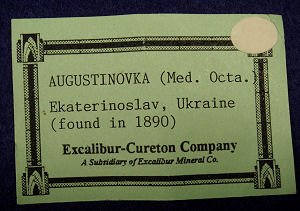 AUGUSTINOVKA (Med. Octa.)
Ekaterinoslav, Ukraine
(found in 1890)
Excalibur-Cureton Company
A Subsidiary of Excalibur Mineral Co.